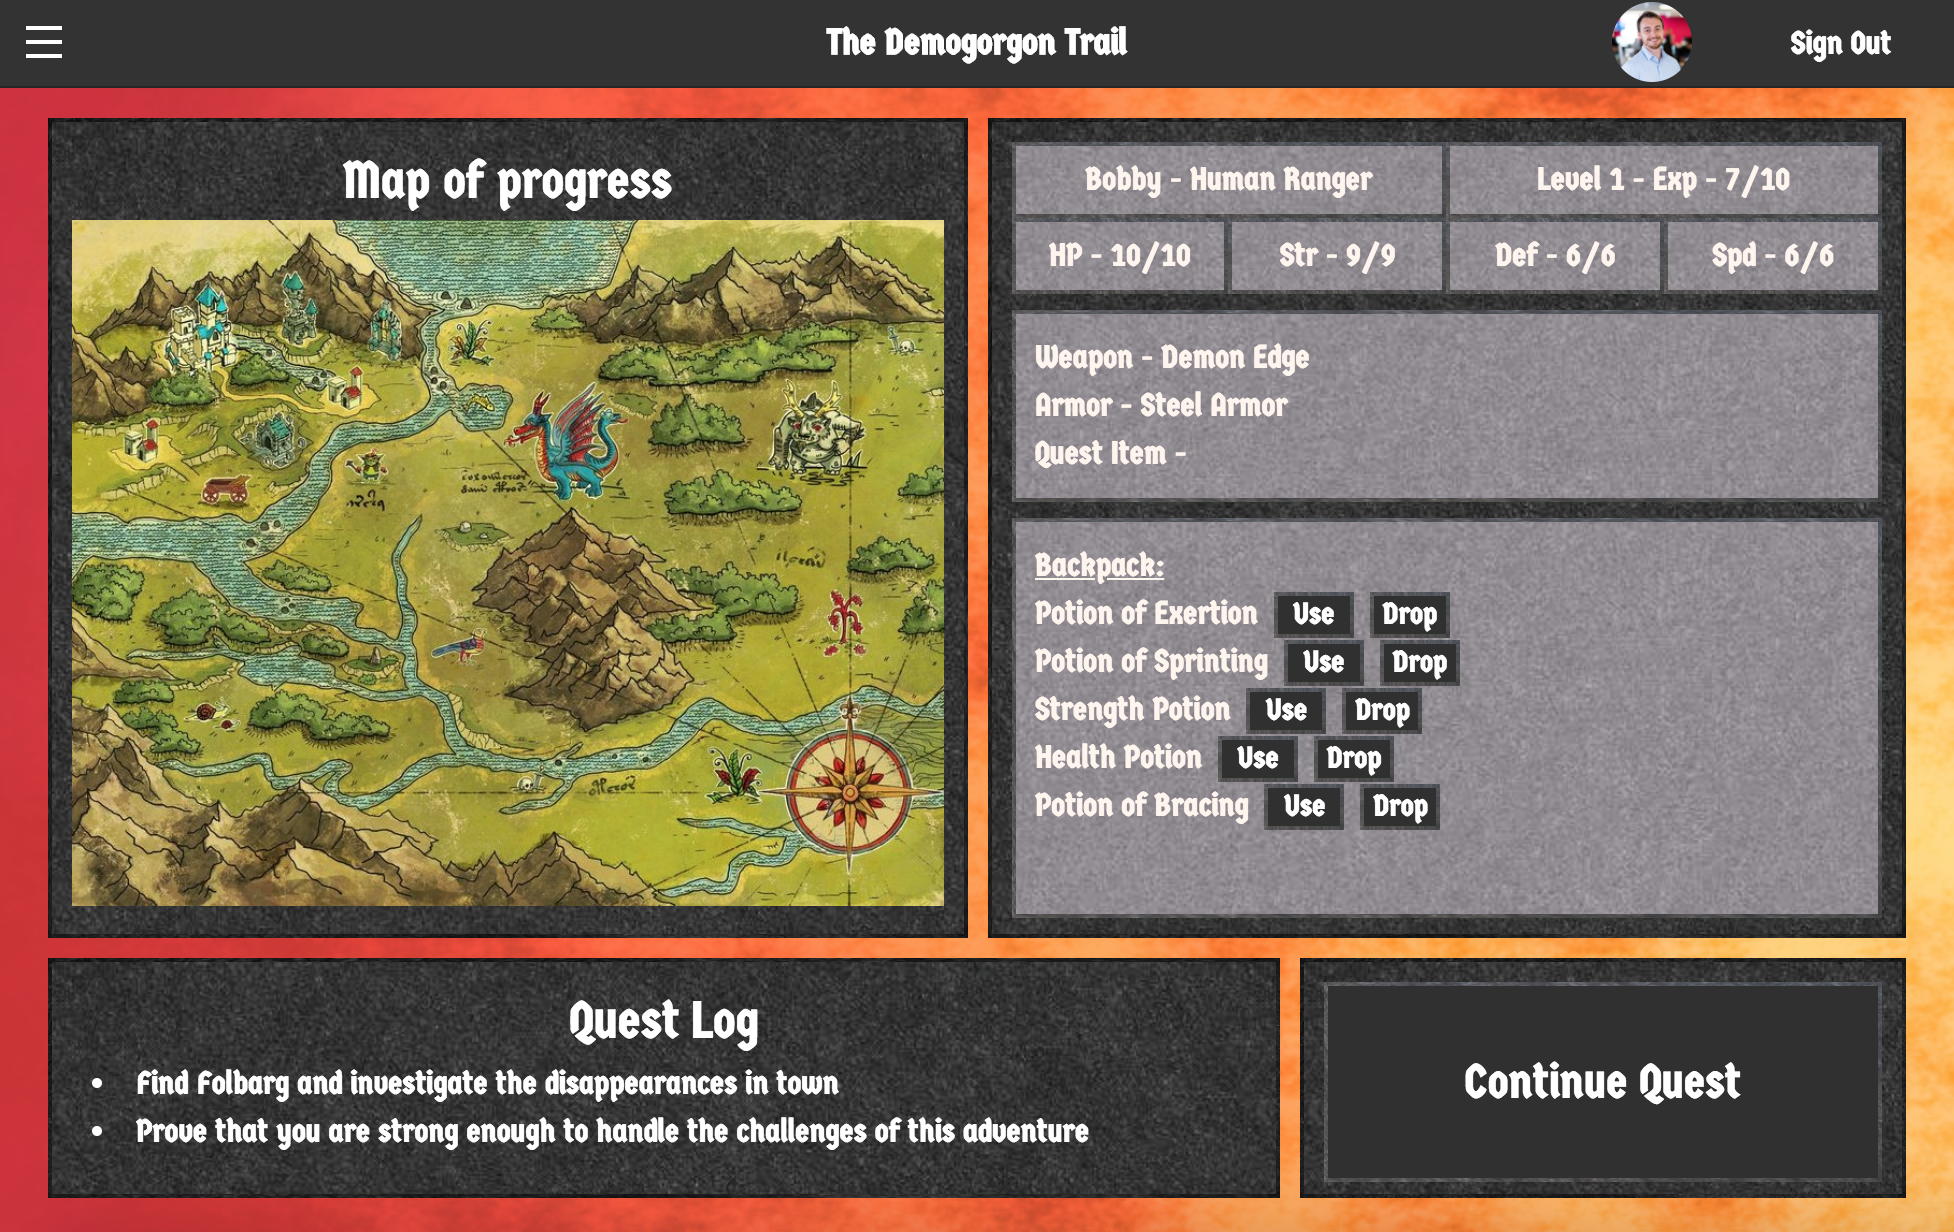 The Demogorgon Trail
Sign Out
Map of progress
Bobby - Human Ranger
Level 1 - Exp - 7/10
HP - 10/10
Str - 9/9
Def - 6/6
Spd - 6/6
Weapon - Demon Edge
Armor - Steel Armor
Quest Item -
Backpack:
Potion of Exertion Use Drop
Potion of Sprinting Use Drop
Strength Potion Use Drop
Health Potion Use Drop
Potion of Bracing Use Drop
Quest Log
• Find Folbarg and investigate the disappearances in town
• Prove that you are strong enough to handle the challenges of this adventure
Continue Quest